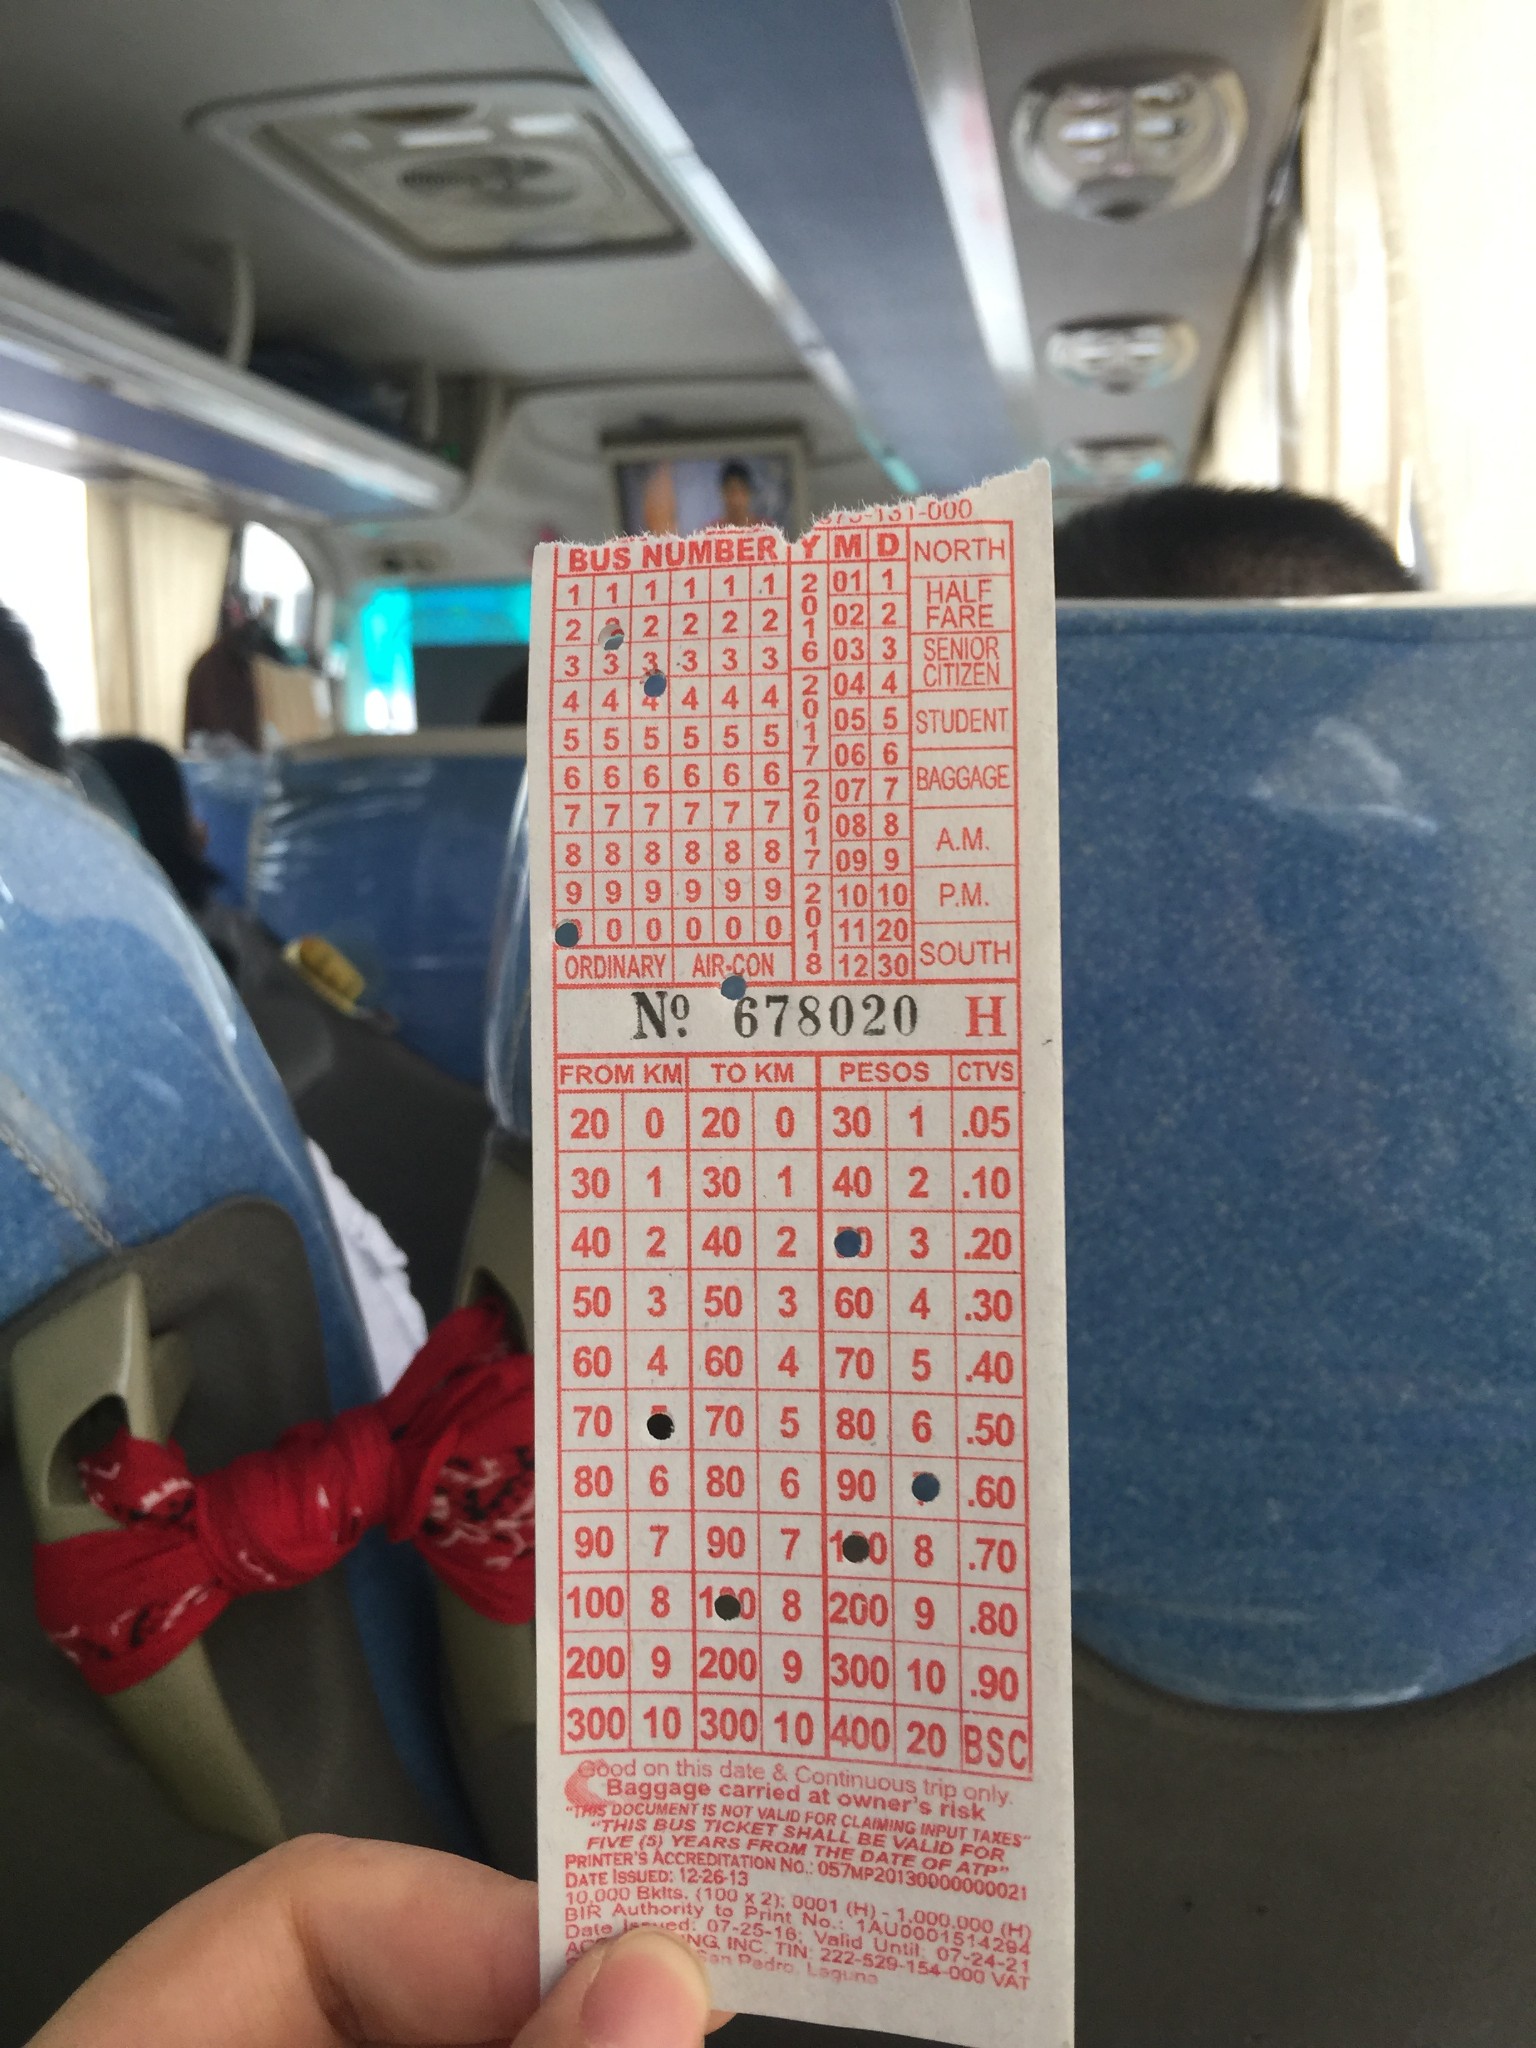 -131-000
BUS NUMBER Y M D NORTH
1 1 1 1 1 1 2016 01 1 HALF FARE
2 2 2 2 2 02 2
3 3 3 3 3 3 03 3 SENIOR CITIZEN
4 4 4 4 4 4 2017 04 4
5 5 5 5 5 5 05 5 STUDENT
6 6 6 6 6 6 06 6 BAGGAGE
7 7 7 7 7 7 2017 07 7
8 8 8 8 8 8 08 8 A.M.
9 9 9 9 9 9 09 9
0 0 0 0 0 2018 10 10 P.M.
11 20 SOUTH
ORDINARY AIR-CON 12 30
Nº 678020 H
FROM KM TO KM PESOS CTVS
20 0 20 0 30 1 .05
30 1 30 1 40 2 .10
40 2 40 2 3 .20
50 3 50 3 60 4 .30
60 4 60 4 70 5 .40
70 70 5 80 6 .50
80 6 80 6 90 .60
90 7 90 7 100 8 .70
100 8 100 8 200 9 .80
200 9 200 9 300 10 .90
300 10 300 10 400 20 BSC
Good on this date & Continuous trip only.
Baggage carried at owner's risk
"THIS DOCUMENT IS NOT VALID FOR CLAIMING INPUT TAXES"
"THIS BUS TICKET SHALL BE VALID FOR
FIVE (5) YEARS FROM THE DATE OF ATP"
PRINTER'S ACCREDITATION NO.: 057MP20130000000021
DATE ISSUED: 12-26-13
10,000 Bklts. (100 x 2): 0001 (H) - 1,000,000 (H)
BIR Authority to Print No.: 1AU0001514294
Date Issued: 07-25-16; Valid Until: 07-24-21
INC. TIN: 222-529-154-000 VAT
San Pedro, Laguna